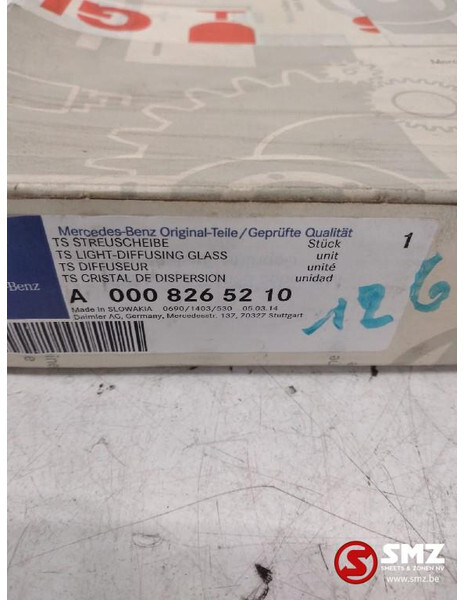 Merc
Mercedes-Benz Original-Teile/Geprüfte Qualität
TS STREUSCHEIBE Stück 1
TS LIGHT-DIFFUSING GLASS unit
TS DIFFUSEUR unité
TS CRISTAL DE DISPERSION unidad
-Benz
A 000 826 52 10
126
Made in SLOWAKIA 0690/1403/530 05.03.14
Daimler AG, Germany, Mercedesstr. 137, 70327 Stuttgart
SMZ
SMEETS & ZONEN NV
www.smz.be